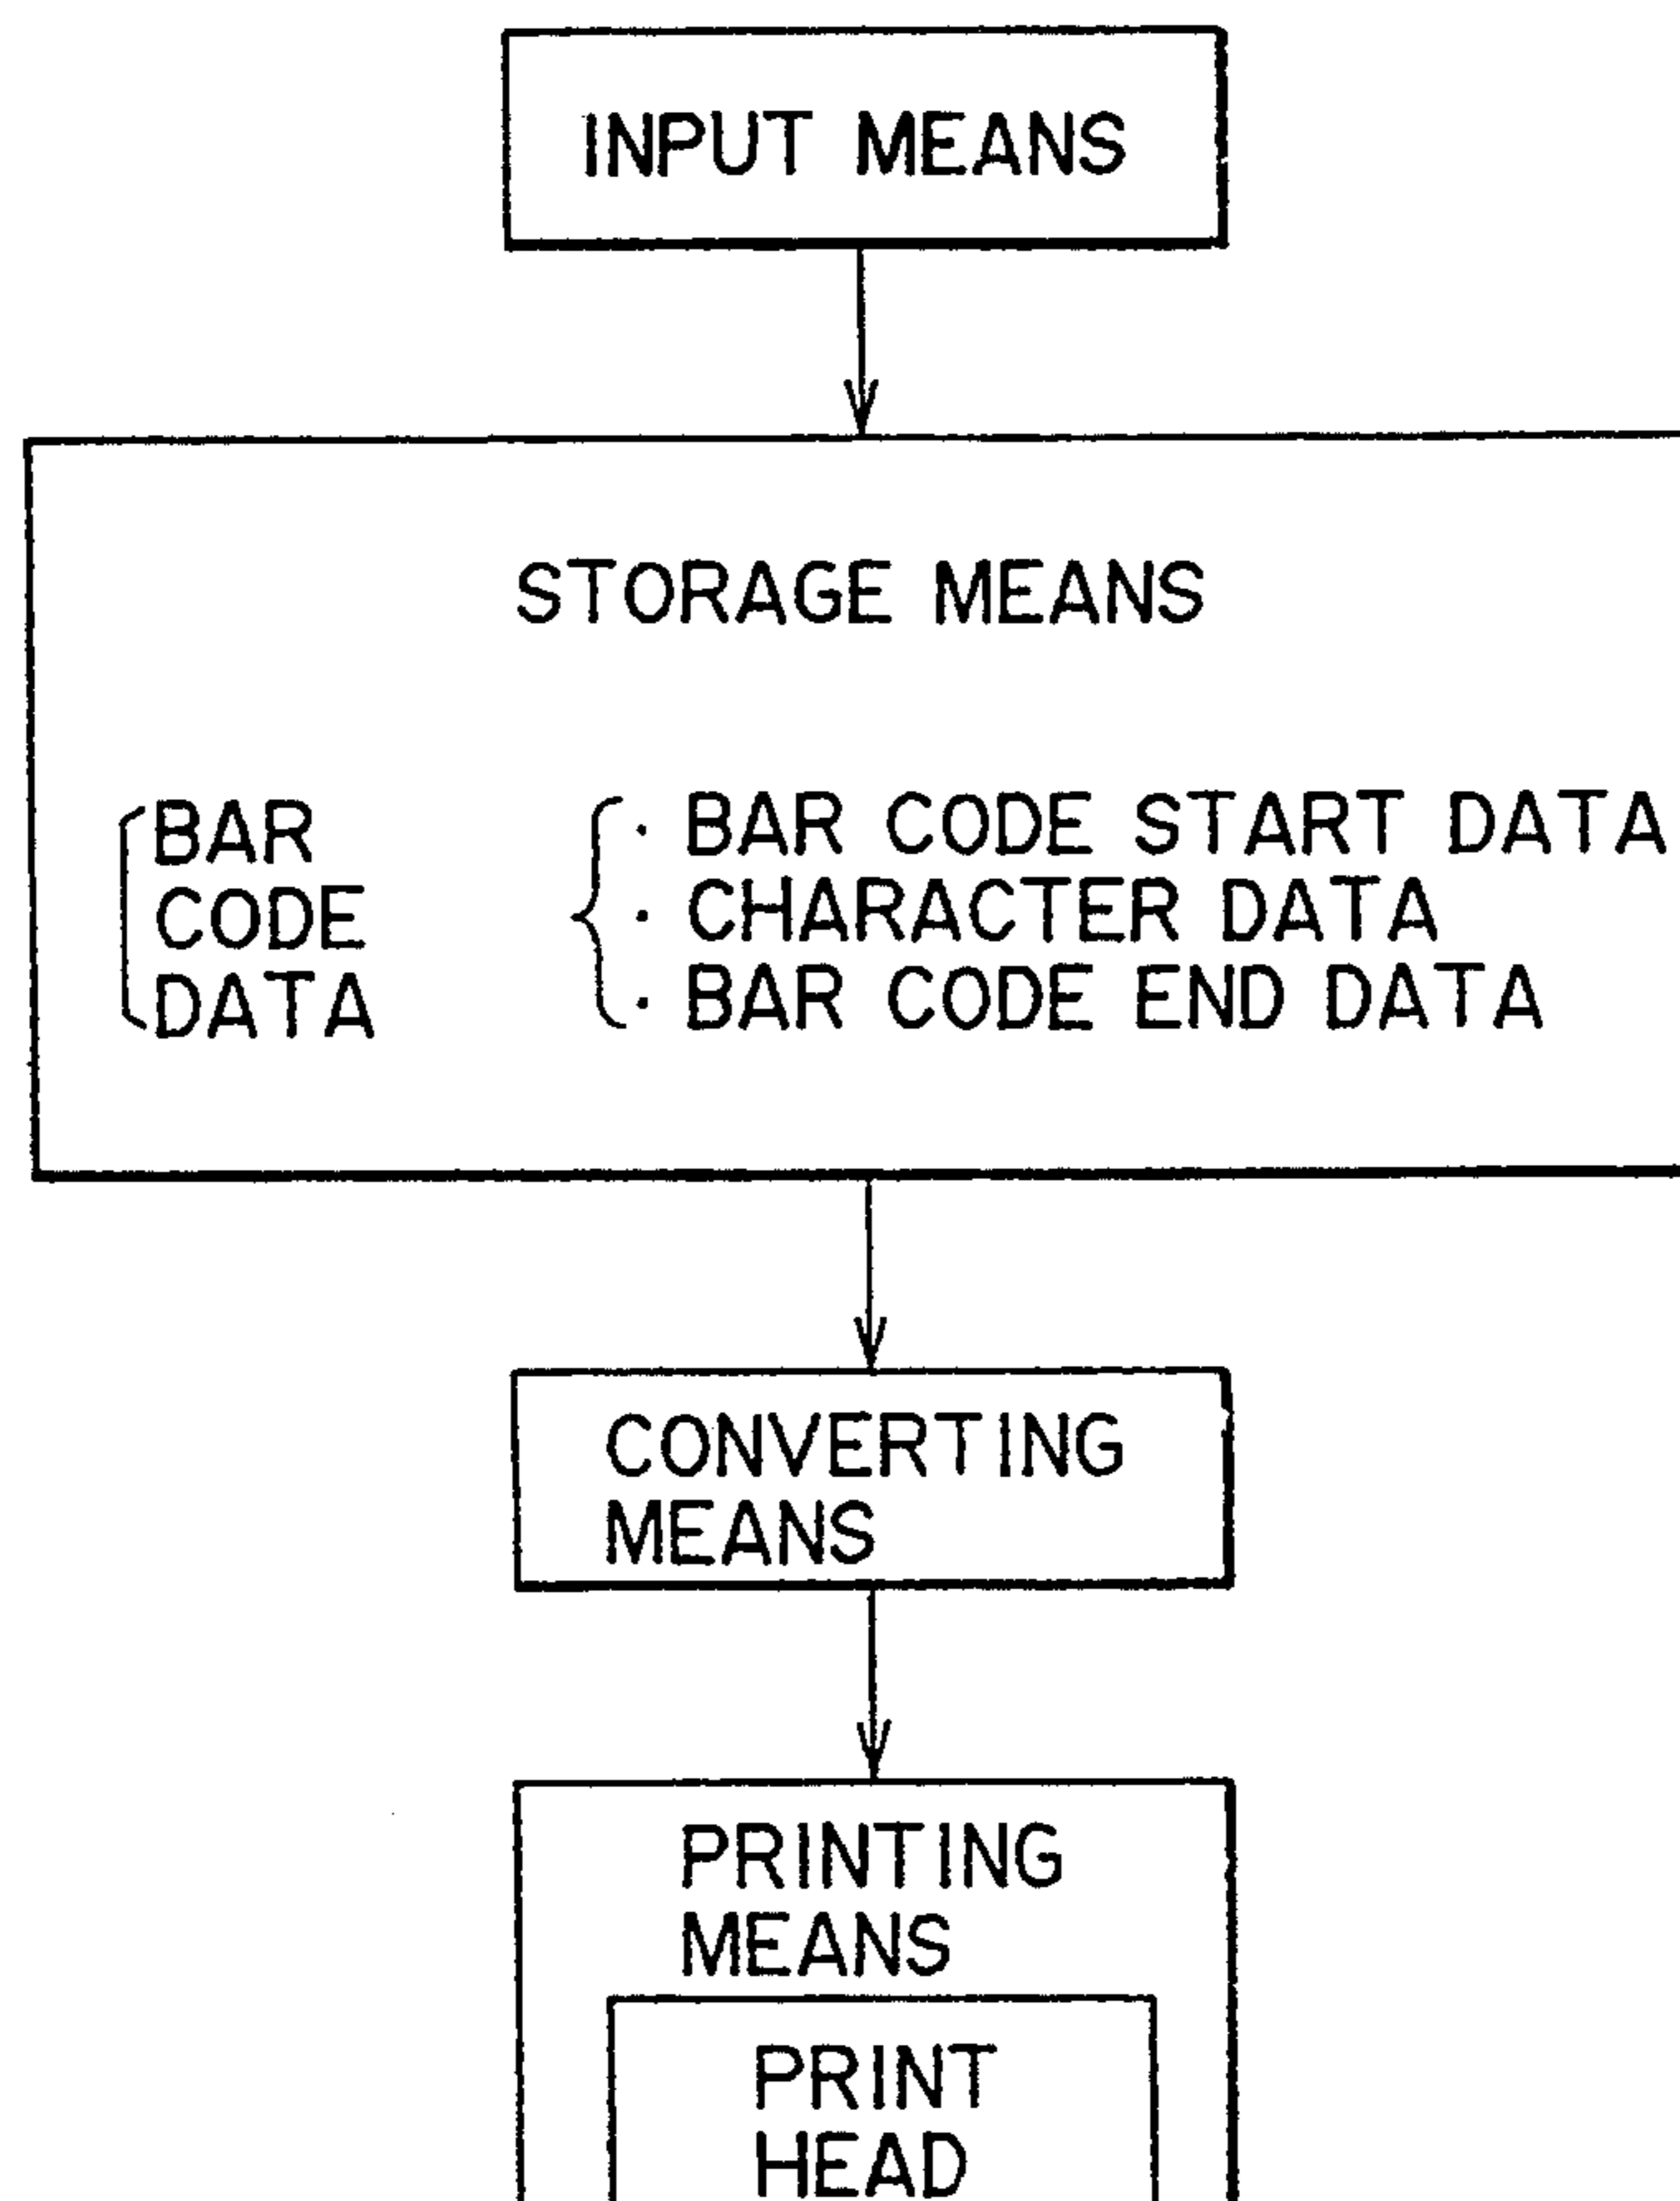 INPUT MEANS
STORAGE MEANS
BAR
CODE
DATA
· BAR CODE START DATA
· CHARACTER DATA
· BAR CODE END DATA
CONVERTING
MEANS
PRINTING
MEANS
PRINT
HEAD